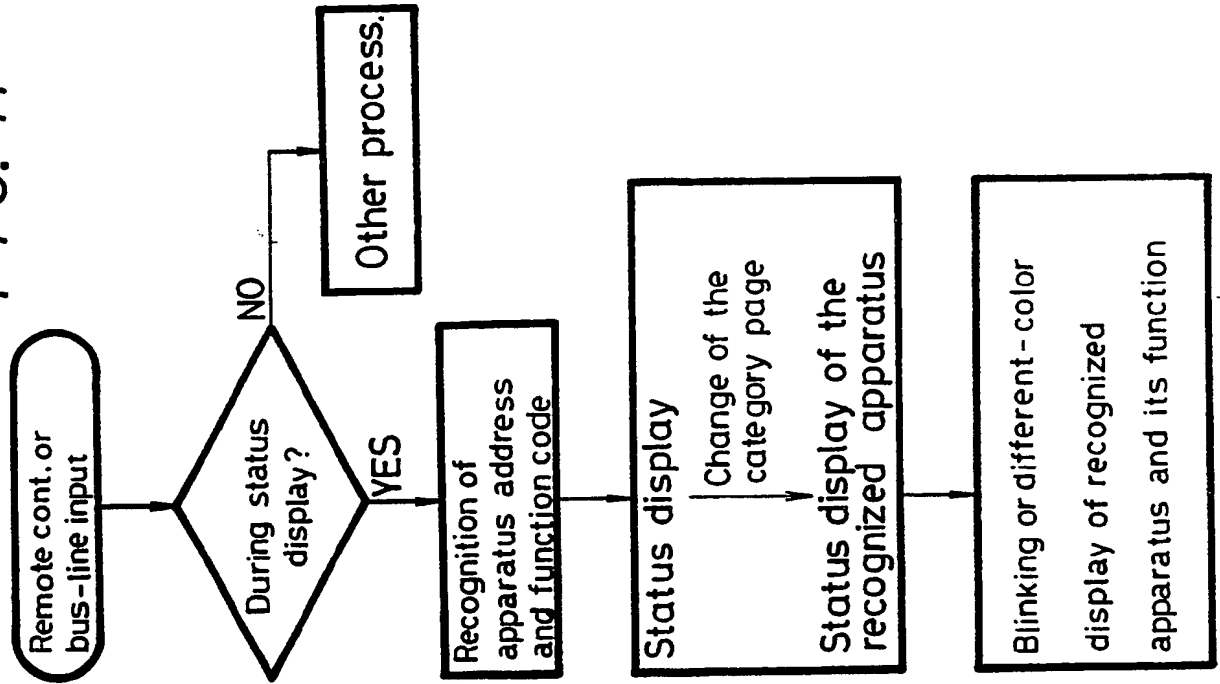 Remote cont. or
bus-line input
During status
display?
NO
Other process.
YES
Recognition of
apparatus address
and function code
Status display
Change of the
category page
Status display of the
recognized apparatus
Blinking or different-color
display of recognized
apparatus and its function